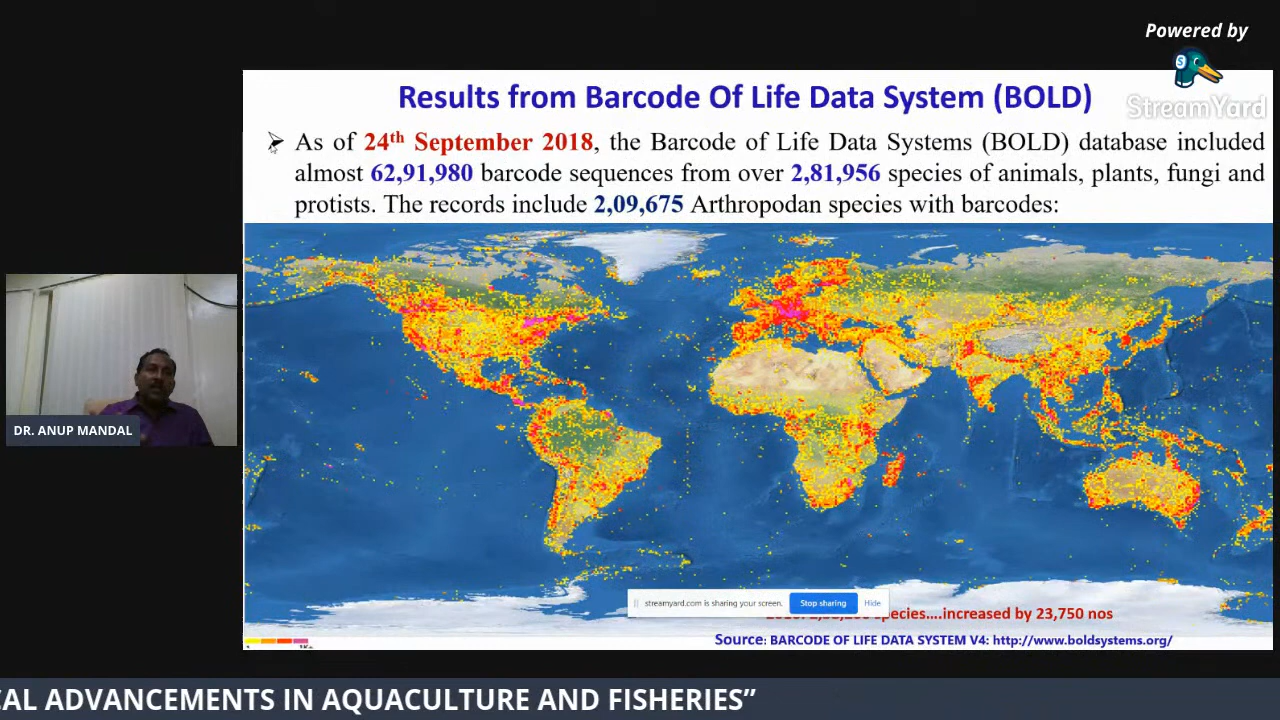 Powered by
StreamYard
Results from Barcode Of Life Data System (BOLD)
➢ As of 24th September 2018, the Barcode of Life Data Systems (BOLD) database included
almost 62,91,980 barcode sequences from over 2,81,956 species of animals, plants, fungi and
protists. The records include 2,09,675 Arthropodan species with barcodes:
DR. ANUP MANDAL
streamyard.com is sharing your screen. Stop sharing Hide
species....increased by 23,750 nos
Source: BARCODE OF LIFE DATA SYSTEM V4: http://www.boldsystems.org/
CAL ADVANCEMENTS IN AQUACULTURE AND FISHERIES”